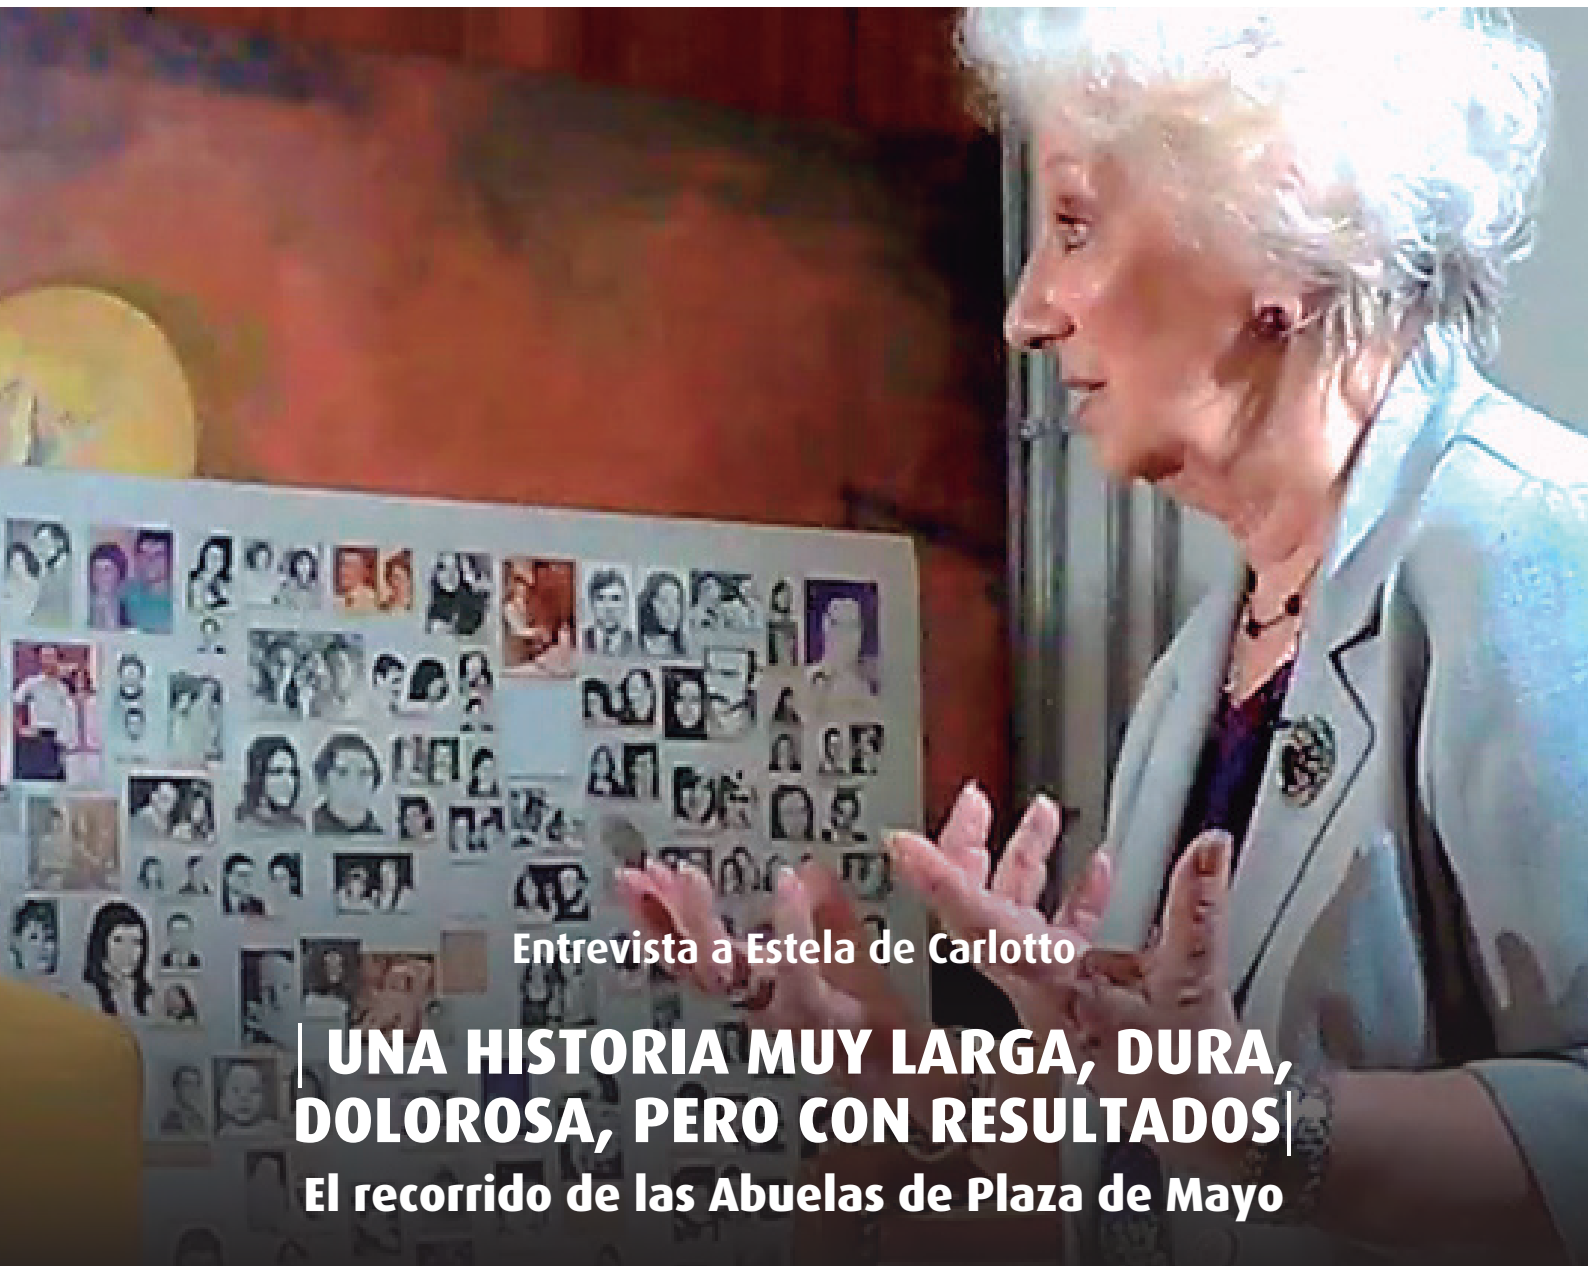 Entrevista a Estela de Carlotto
| UNA HISTORIA MUY LARGA, DURA,
DOLOROSA, PERO CON RESULTADOS|
El recorrido de las Abuelas de Plaza de Mayo